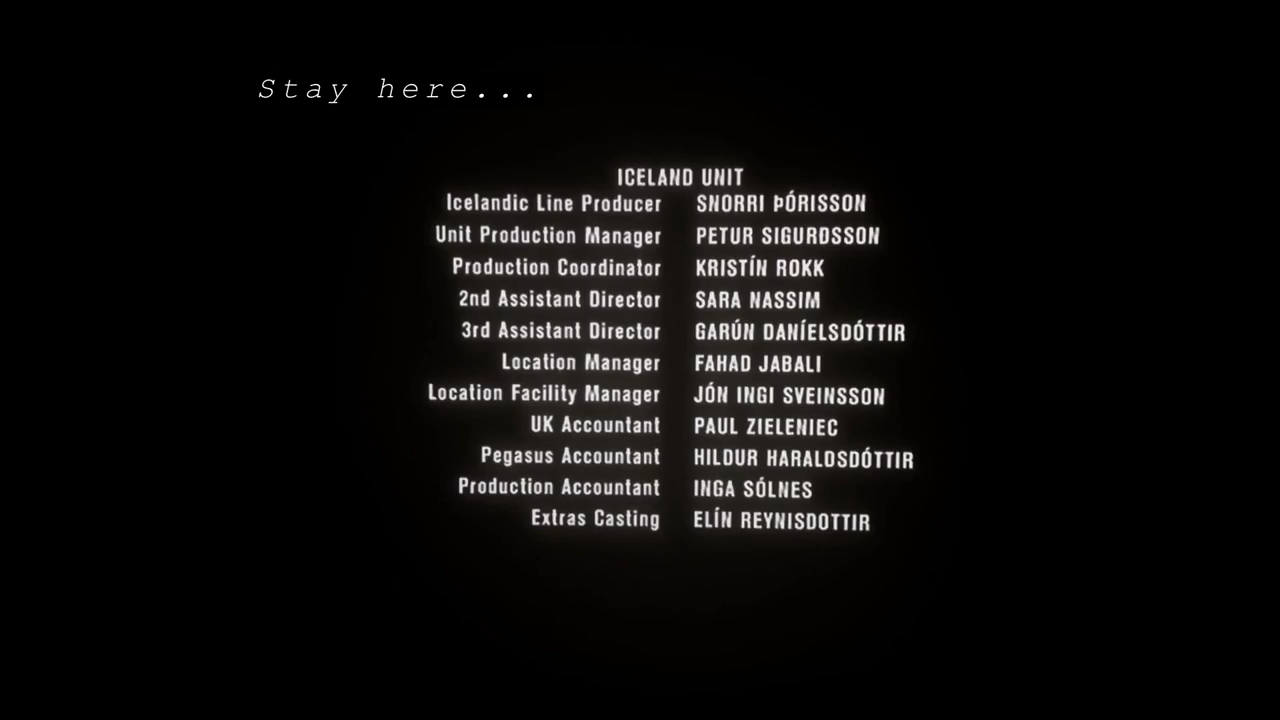 Stay here...
ICELAND UNIT
Icelandic Line Producer SNORRI ÞÓRISSON
Unit Production Manager PETUR SIGURÐSSON
Production Coordinator KRISTÍN ROKK
2nd Assistant Director SARA NASSIM
3rd Assistant Director GARÚN DANÍELSDÓTTIR
Location Manager FAHAD JABALI
Location Facility Manager JÓN INGI SVEINSSON
UK Accountant PAUL ZIELENIEC
Pegasus Accountant HILDUR HARALDSDÓTTIR
Production Accountant INGA SÓLNES
Extras Casting ELÍN REYNISDOTTIR